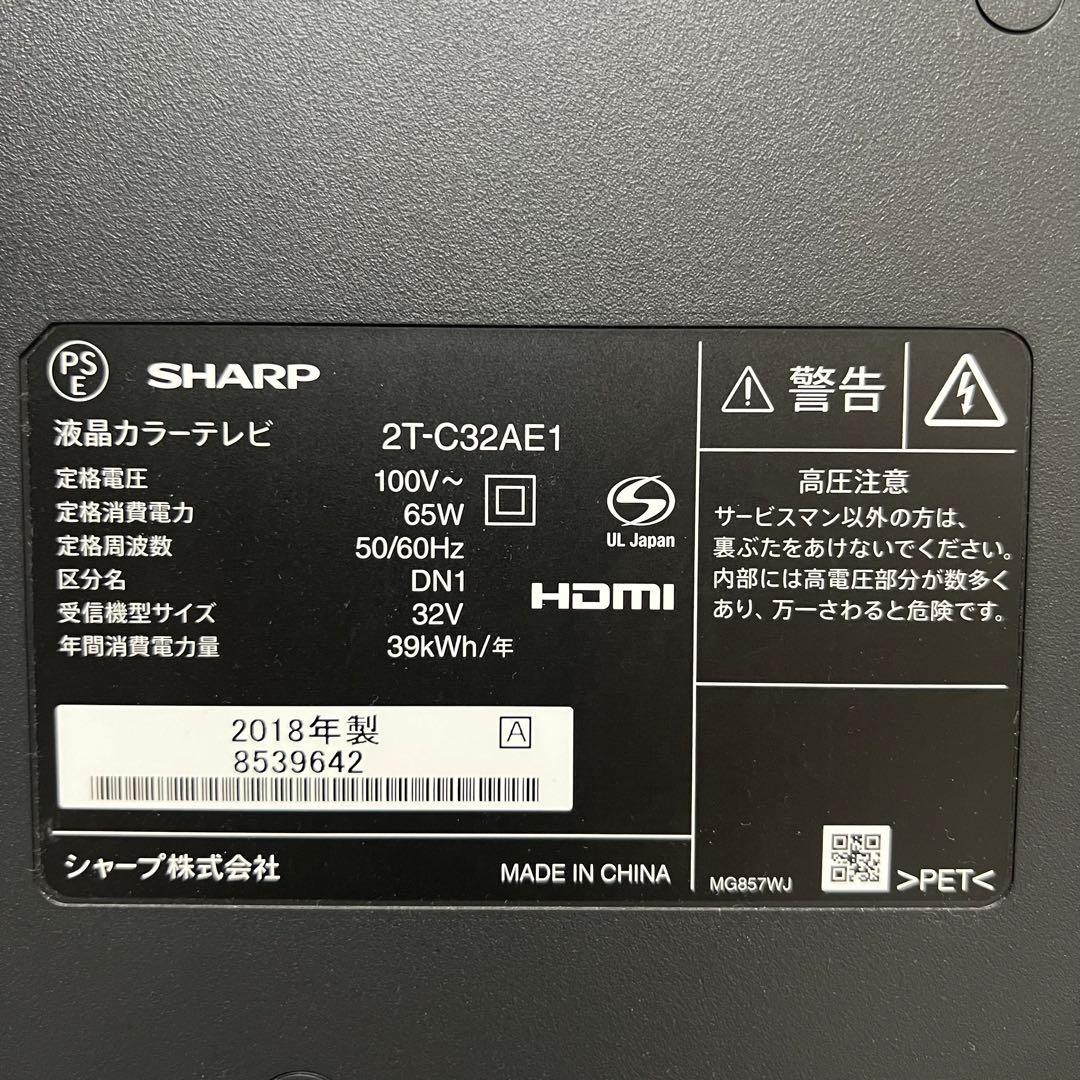 PS
E
SHARP
液晶カラーテレビ 2T-C32AE1
定格電圧 100V～
定格消費電力 65W
定格周波数 50/60Hz
区分名 DN1
受信機型サイズ 32V
年間消費電力量 39kWh/年
UL Japan
HDMI
2018年製 A
8539642
シャープ株式会社 MADE IN CHINA
警告
高圧注意
サービスマン以外の方は、
裏ぶたをあけないでください。
内部には高電圧部分が数多く
あり、万一さわると危険です。
MG857WJ >PET<